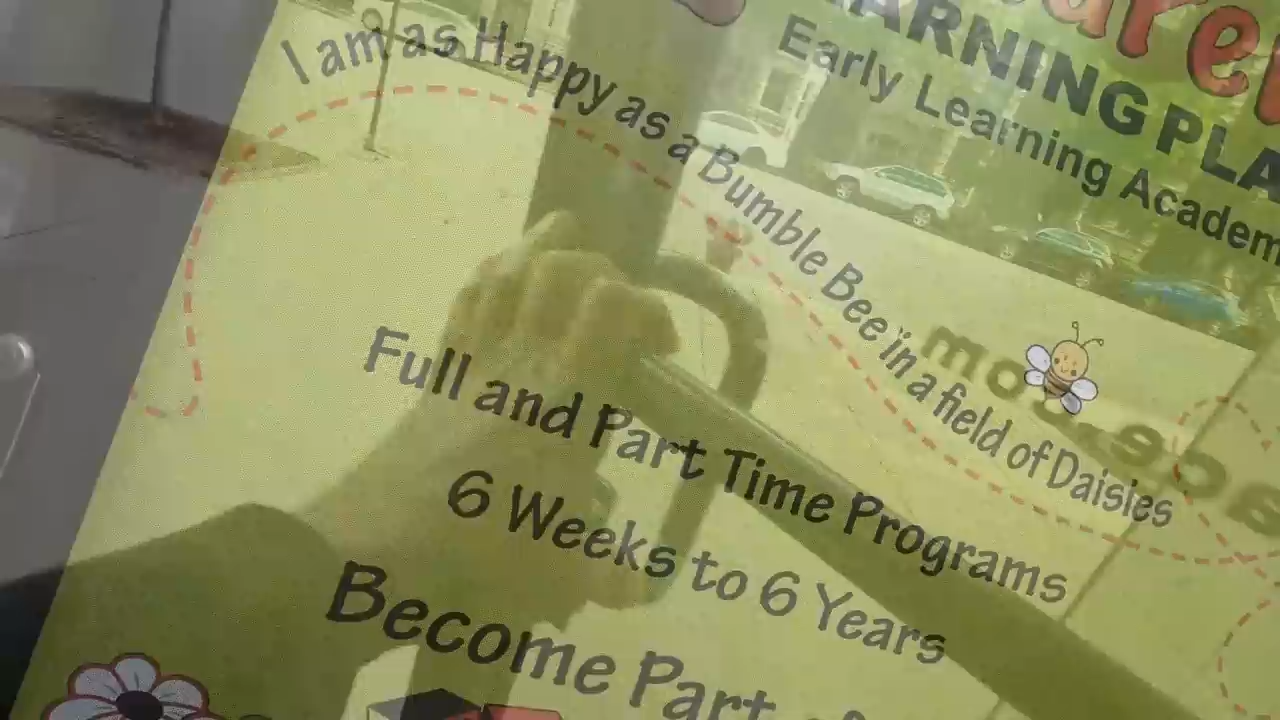 ARNING PLA
Early Learning Academ
I am as Happy as a Bumble Bee in a field of Daisies
Full and Part Time Programs
6 Weeks to 6 Years
Become Part of